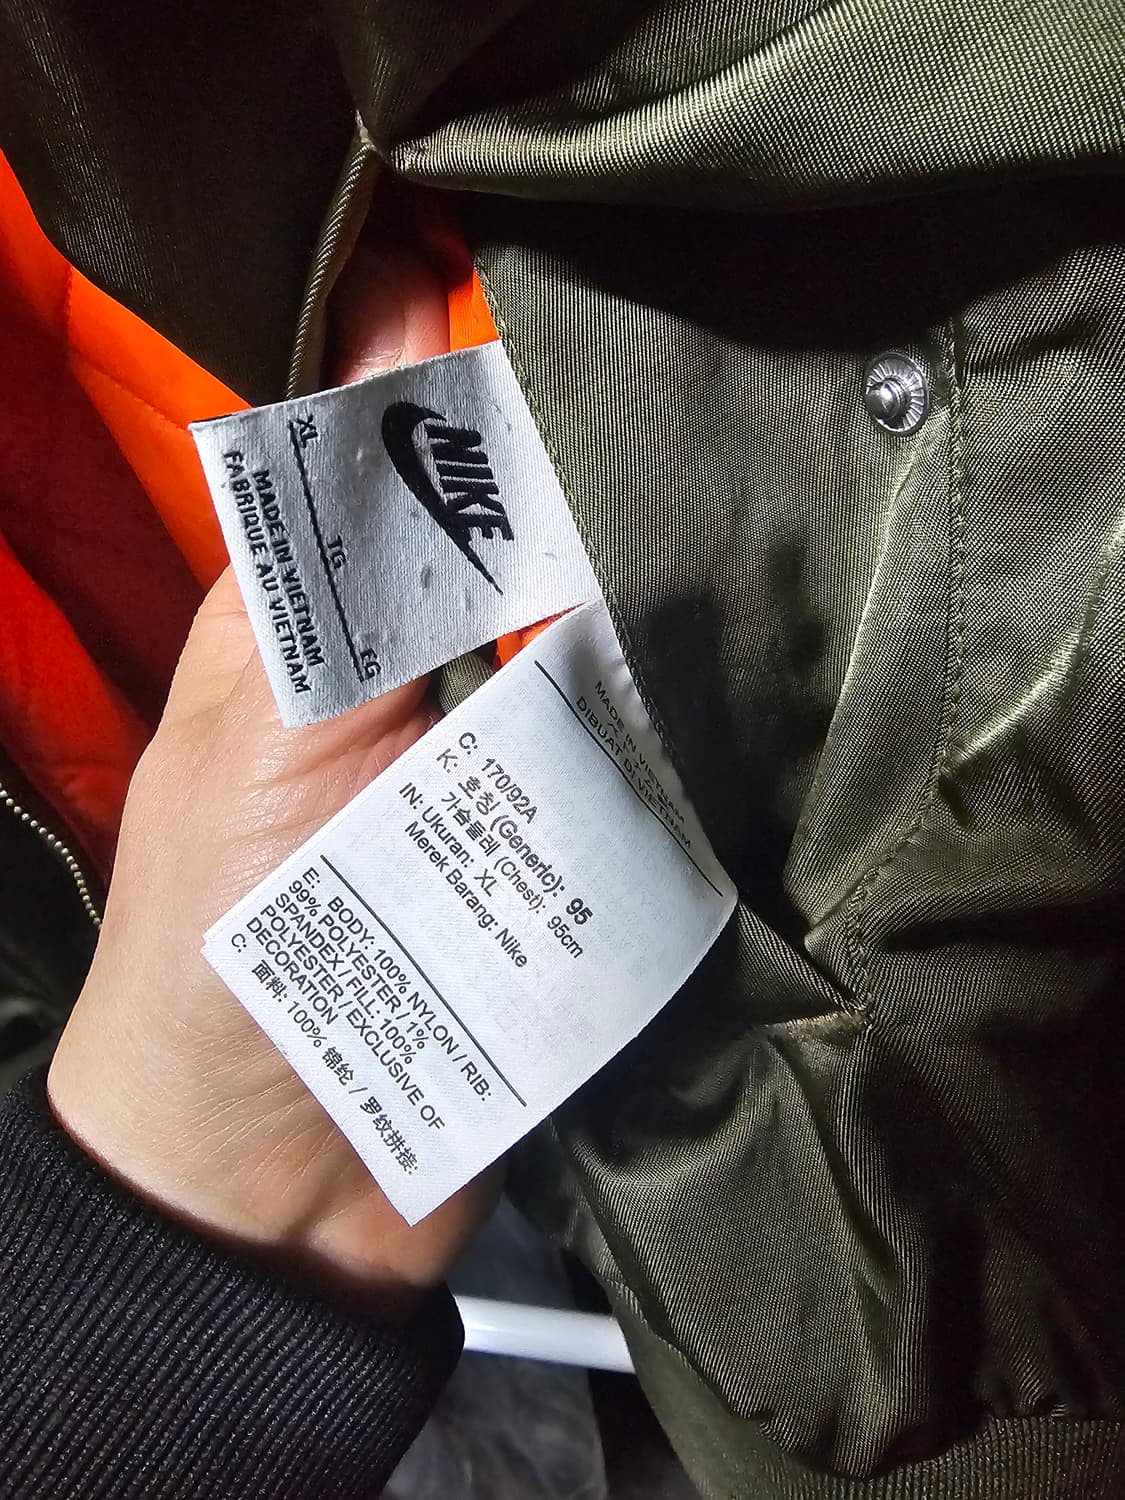 NIKE
XL TG EG
MADE IN VIETNAM
FABRIQUE AU VIETNAM
MADE IN VIETNAM
DIBUAT DI VIETNAM
C: 170/92A
K: 호칭 (Generic): 95
가슴둘레 (Chest): 95cm
IN: Ukuran: XL
Merek Barang: Nike
E: BODY: 100% NYLON / RIB:
99% POLYESTER / 1%
SPANDEX / FILL: 100%
POLYESTER / EXCLUSIVE OF
DECORATION
C: 面料: 100% 锦纶 / 罗纹拼接: